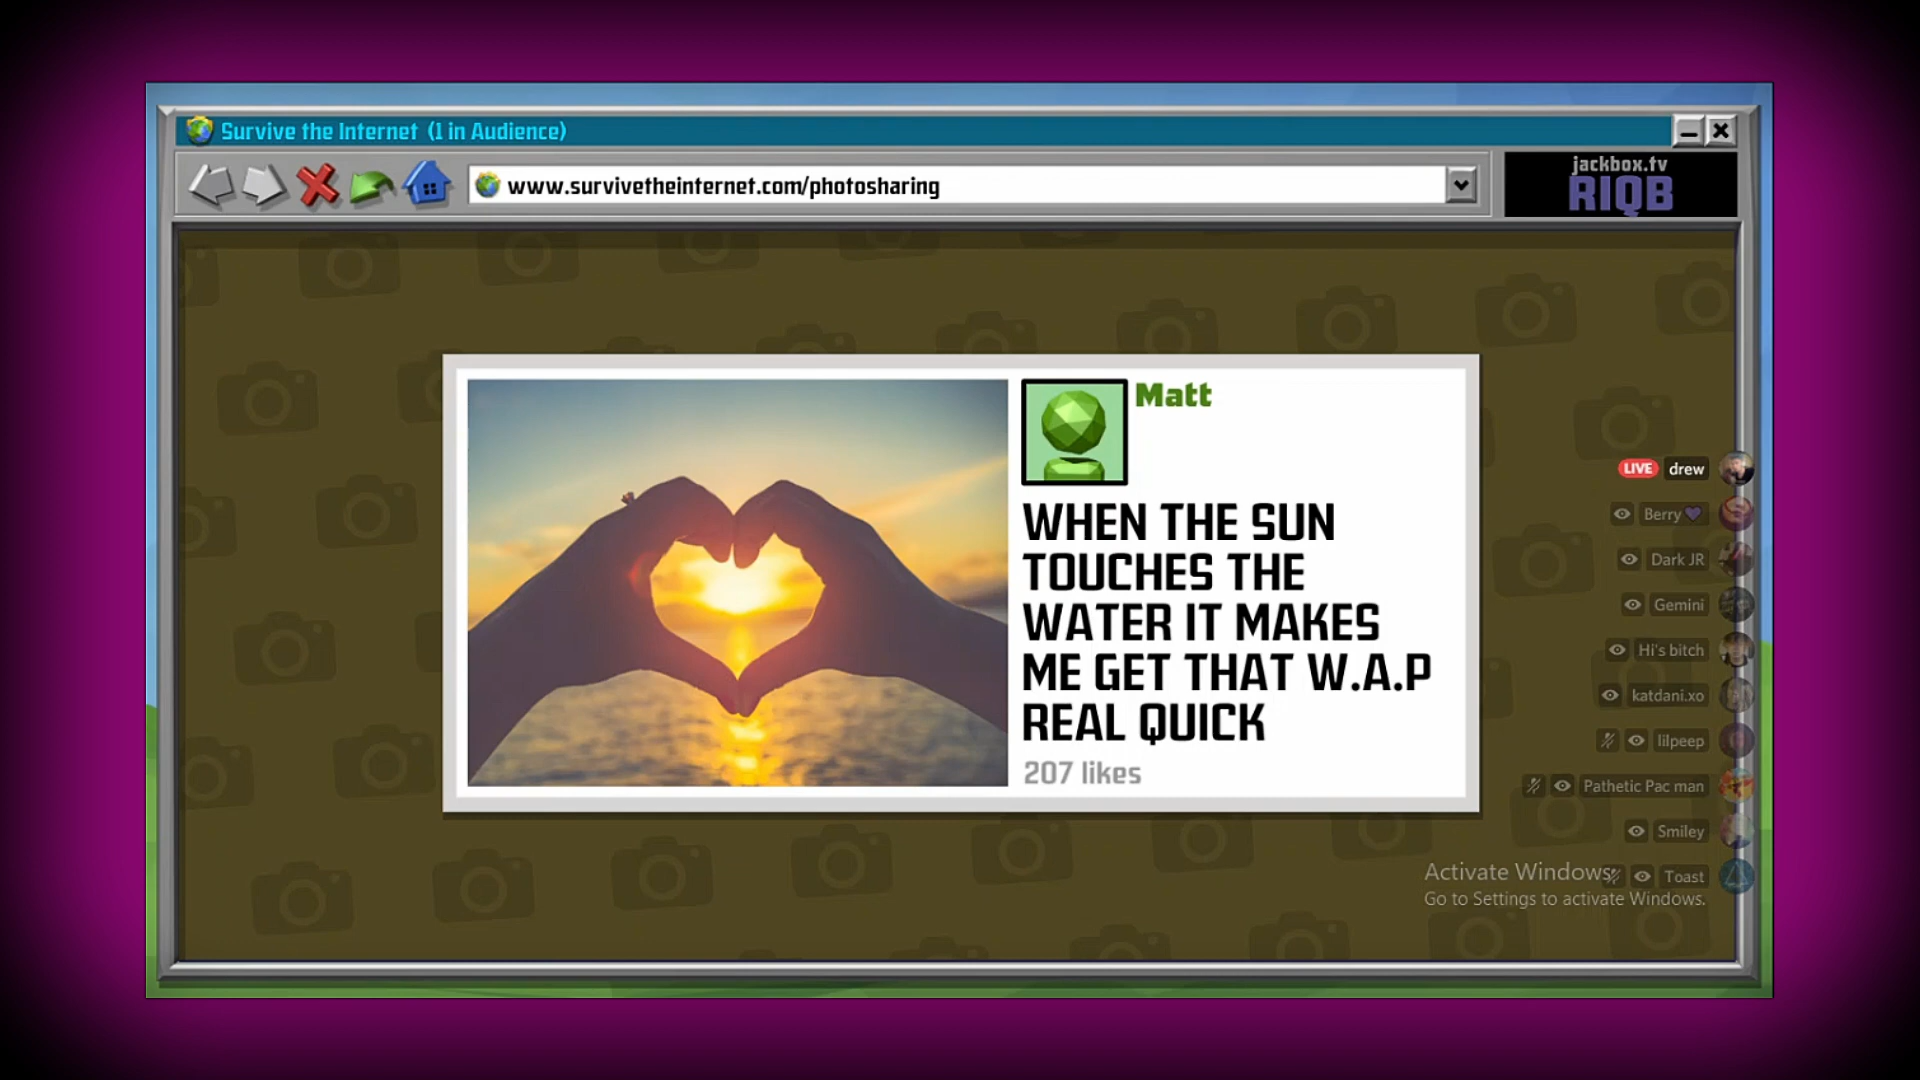 Survive the Internet (1 in Audience)
www.survivetheinternet.com/photosharing
jackbox.tv
RIQB
Matt
WHEN THE SUN
TOUCHES THE
WATER IT MAKES
ME GET THAT W.A.P
REAL QUICK
207 likes
LIVE drew
Berry
Dark JR
Gemini
Hi's bitch
katdani.xo
lilpeep
Pathetic Pac man
Smiley
Toast
Activate Windows
Go to Settings to activate Windows.